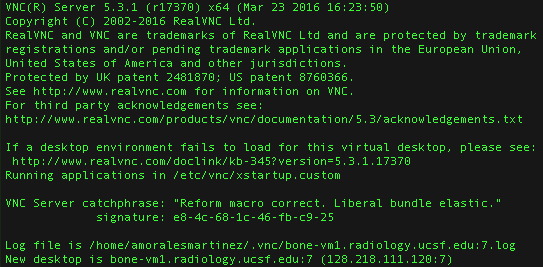 VNC(R) Server 5.3.1 (r17370) x64 (Mar 23 2016 16:23:50)
Copyright (C) 2002-2016 RealVNC Ltd.
RealVNC and VNC are trademarks of RealVNC Ltd and are protected by trademark
registrations and/or pending trademark applications in the European Union,
United States of America and other jurisdictions.
Protected by UK patent 2481870; US patent 8760366.
See http://www.realvnc.com for information on VNC.
For third party acknowledgements see:
http://www.realvnc.com/products/vnc/documentation/5.3/acknowledgements.txt
If a desktop environment fails to load for this virtual desktop, please see:
http://www.realvnc.com/doclink/kb-345?version=5.3.1.17370
Running applications in /etc/vnc/xstartup.custom
VNC Server catchphrase: "Reform macro correct. Liberal bundle elastic."
signature: e8-4c-68-1c-46-fb-c9-25
Log file is /home/amoralesmartinez/.vnc/bone-vm1.radiology.ucsf.edu:7.log
New desktop is bone-vm1.radiology.ucsf.edu:7 (128.218.111.120:7)